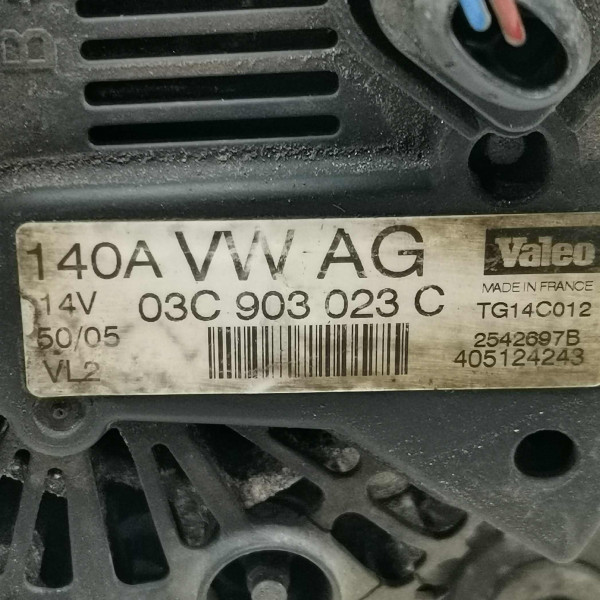 B
140A VW AG Valeo
MADE IN FRANCE
14V 03C 903 023 C TG14C012
50/05 2542697B
VL2 405124243